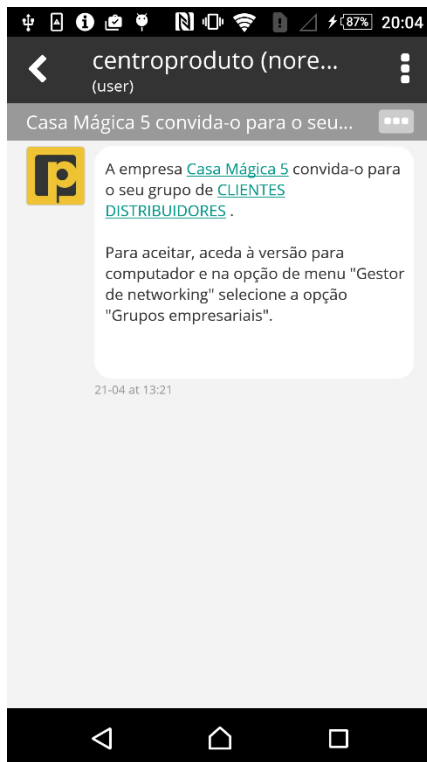 87% 20:04
centroproduto (nore...
(user)
Casa Mágica 5 convida-o para o seu...
A empresa Casa Mágica 5 convida-o para
o seu grupo de CLIENTES
DISTRIBUIDORES .
Para aceitar, aceda à versão para
computador e na opção de menu "Gestor
de networking" selecione a opção
"Grupos empresariais".
21-04 at 13:21